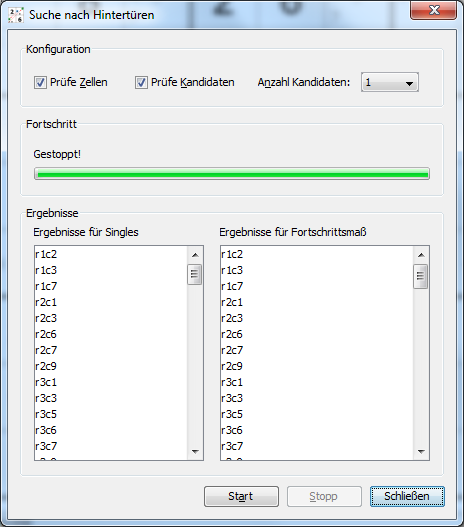 Suche nach Hintertüren
Konfiguration
Prüfe Zellen
Prüfe Kandidaten
Anzahl Kandidaten:
1
Fortschritt
Gestoppt!
Ergebnisse
Ergebnisse für Singles
r1c2
r1c3
r1c7
r2c1
r2c3
r2c6
r2c7
r2c9
r3c1
r3c3
r3c5
r3c6
r3c7
Ergebnisse für Fortschrittsmaß
r1c2
r1c3
r1c7
r2c1
r2c3
r2c6
r2c7
r2c9
r3c1
r3c3
r3c5
r3c6
r3c7
Start
Stopp
Schließen